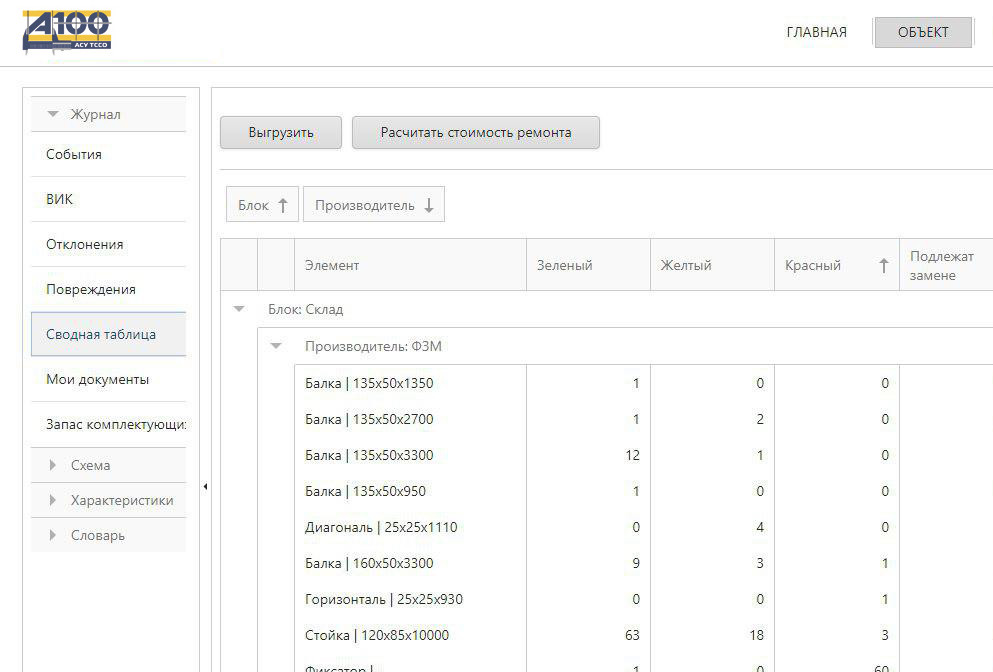 А100
АСУ ТССО
ГЛАВНАЯ
ОБЪЕКТ
Журнал
События
ВИК
Отклонения
Повреждения
Сводная таблица
Мои документы
Запас комплектующи
Схема
Характеристики
Словарь
Выгрузить
Расчитать стоимость ремонта
Блок ↑ Производитель ↓
Элемент Зеленый Желтый Красный ↑ Подлежат
замене
Блок: Склад
Производитель: ФЗМ
Балка | 135x50x1350 1 0 0
Балка | 135x50x2700 1 2 0
Балка | 135x50x3300 12 1 0
Балка | 135x50x950 1 0 0
Диагональ | 25x25x1110 0 4 0
Балка | 160x50x3300 9 3 1
Горизонталь | 25x25x930 0 0 1
Стойка | 120x85x10000 63 18 3
Фиксатор | 1 0 60